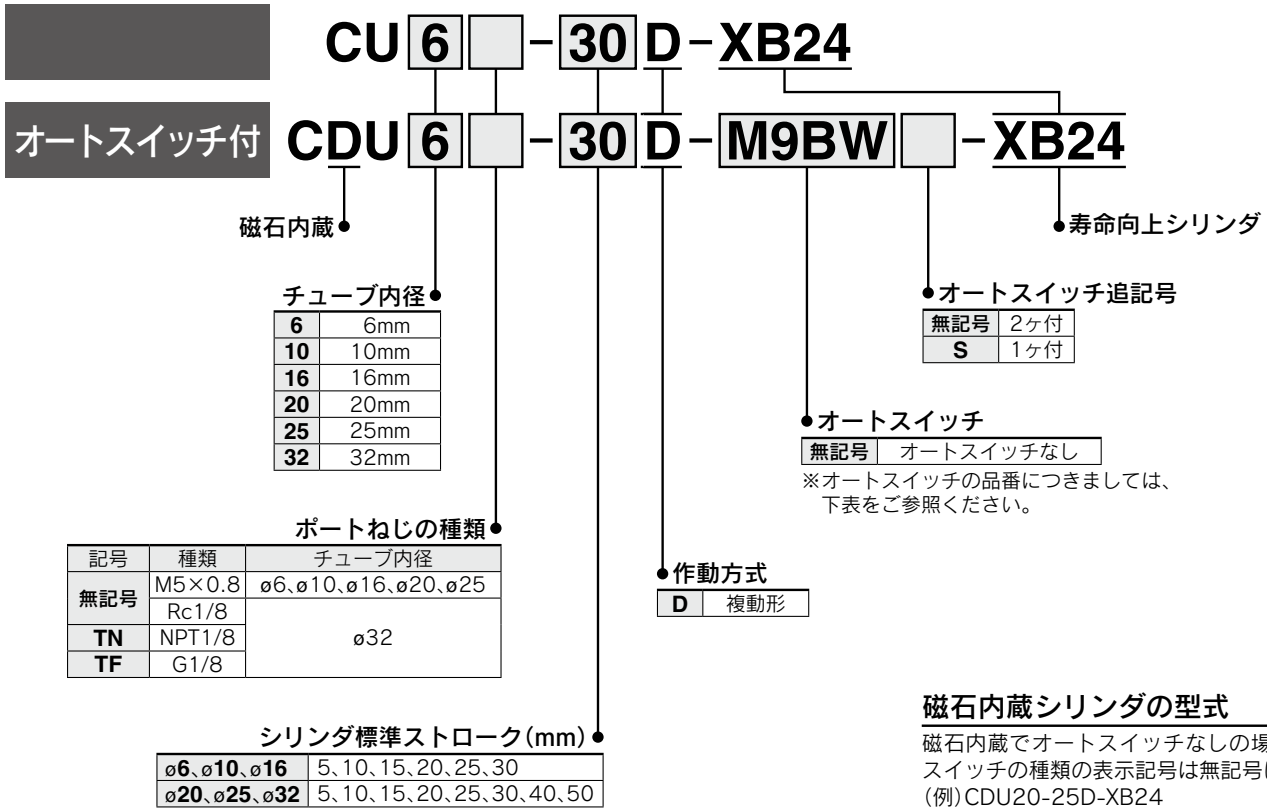 CU 6 - 30 D - XB24
オートスイッチ付 CDU 6 - 30 D - M9BW - XB24
磁石内蔵
寿命向上シリンダ
チューブ内径
6 6mm
10 10mm
16 16mm
20 20mm
25 25mm
32 32mm
オートスイッチ追記号
無記号 2ヶ付
S 1ヶ付
オートスイッチ
無記号 オートスイッチなし
※オートスイッチの品番につきましては、
下表をご参照ください。
ポートねじの種類
記号 種類 チューブ内径
無記号 M5×0.8 ø6、ø10、ø16、ø20、ø25
Rc1/8 ø32
TN NPT1/8
TF G1/8
作動方式
D 複動形
シリンダ標準ストローク(mm)
ø6、ø10、ø16 5、10、15、20、25、30
ø20、ø25、ø32 5、10、15、20、25、30、40、50
磁石内蔵シリンダの型式
磁石内蔵でオートスイッチなしの場
スイッチの種類の表示記号は無記号
(例)CDU20-25D-XB24